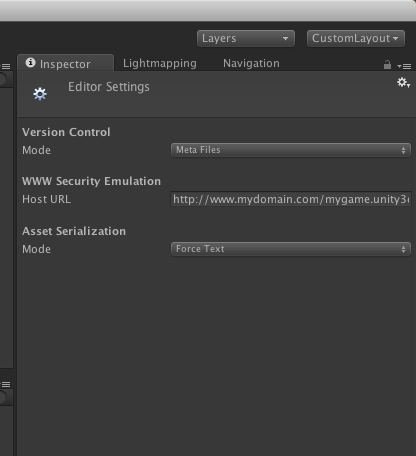 Layers CustomLayout
Inspector Lightmapping Navigation
Editor Settings
Version Control
Mode Meta Files
WWW Security Emulation
Host URL http://www.mydomain.com/mygame.unity3
Asset Serialization
Mode Force Text